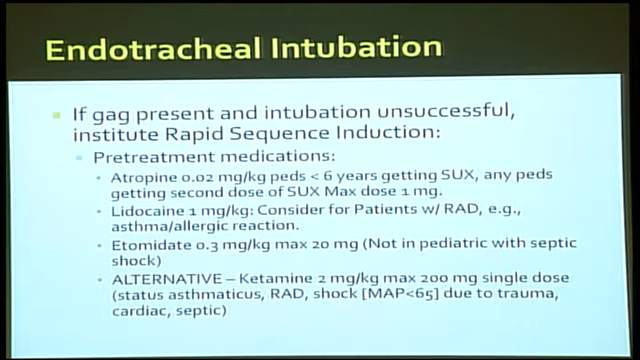 Endotracheal Intubation
If gag present and intubation unsuccessful,
institute Rapid Sequence Induction:
Pretreatment medications:
Atropine 0.02 mg/kg peds < 6 years getting SUX, any peds
getting second dose of SUX Max dose 1 mg.
Lidocaine 1 mg/kg: Consider for Patients w/ RAD, e.g.,
asthma/allergic reaction.
Etomidate 0.3 mg/kg max 20 mg (Not in pediatric with septic
shock)
ALTERNATIVE – Ketamine 2 mg/kg max 200 mg single dose
(status asthmaticus, RAD, shock [MAP<65] due to trauma,
cardiac, septic)